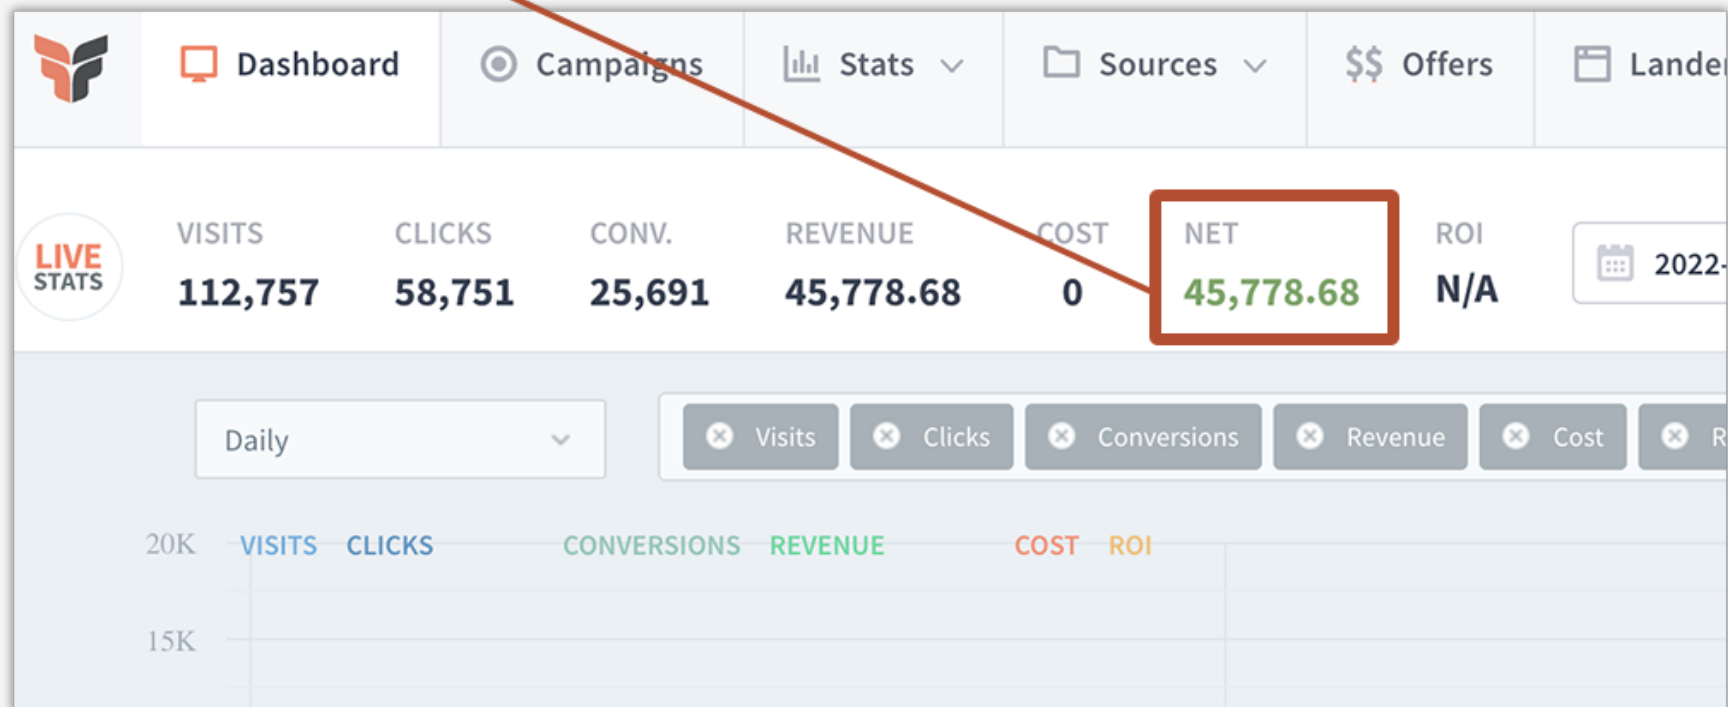 Dashboard Campaigns Stats Sources $$ Offers Lande
VISITS CLICKS CONV. REVENUE COST NET ROI
LIVE STATS
112,757 58,751 25,691 45,778.68 0 45,778.68 N/A 2022-
Daily Visits Clicks Conversions Revenue Cost R
20K VISITS CLICKS CONVERSIONS REVENUE COST ROI
15K